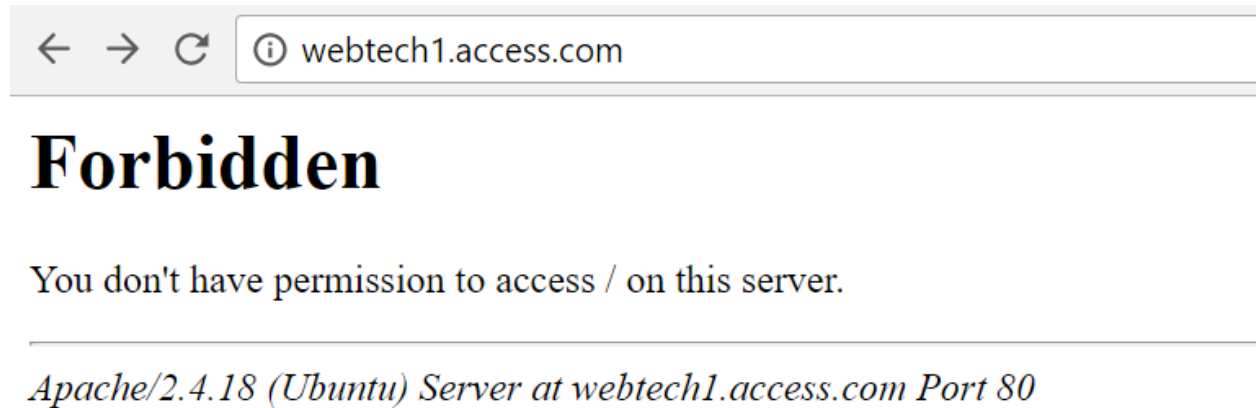 webtech1.access.com
Forbidden
You don't have permission to access / on this server.
Apache/2.4.18 (Ubuntu) Server at webtech1.access.com Port 80